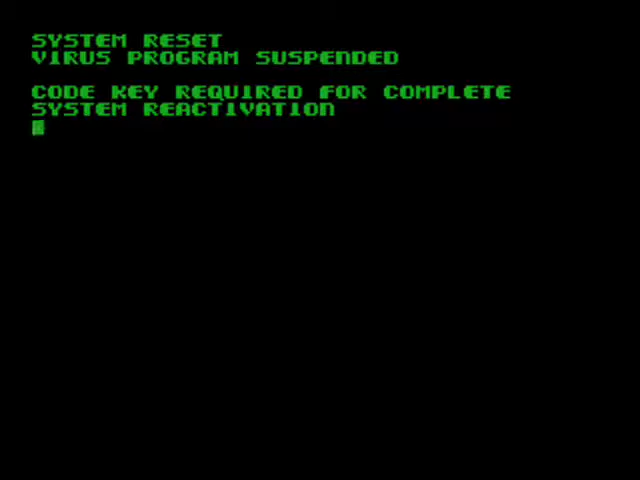 SYSTEM RESET
VIRUS PROGRAM SUSPENDED
CODE KEY REQUIRED FOR COMPLETE
SYSTEM REACTIVATION